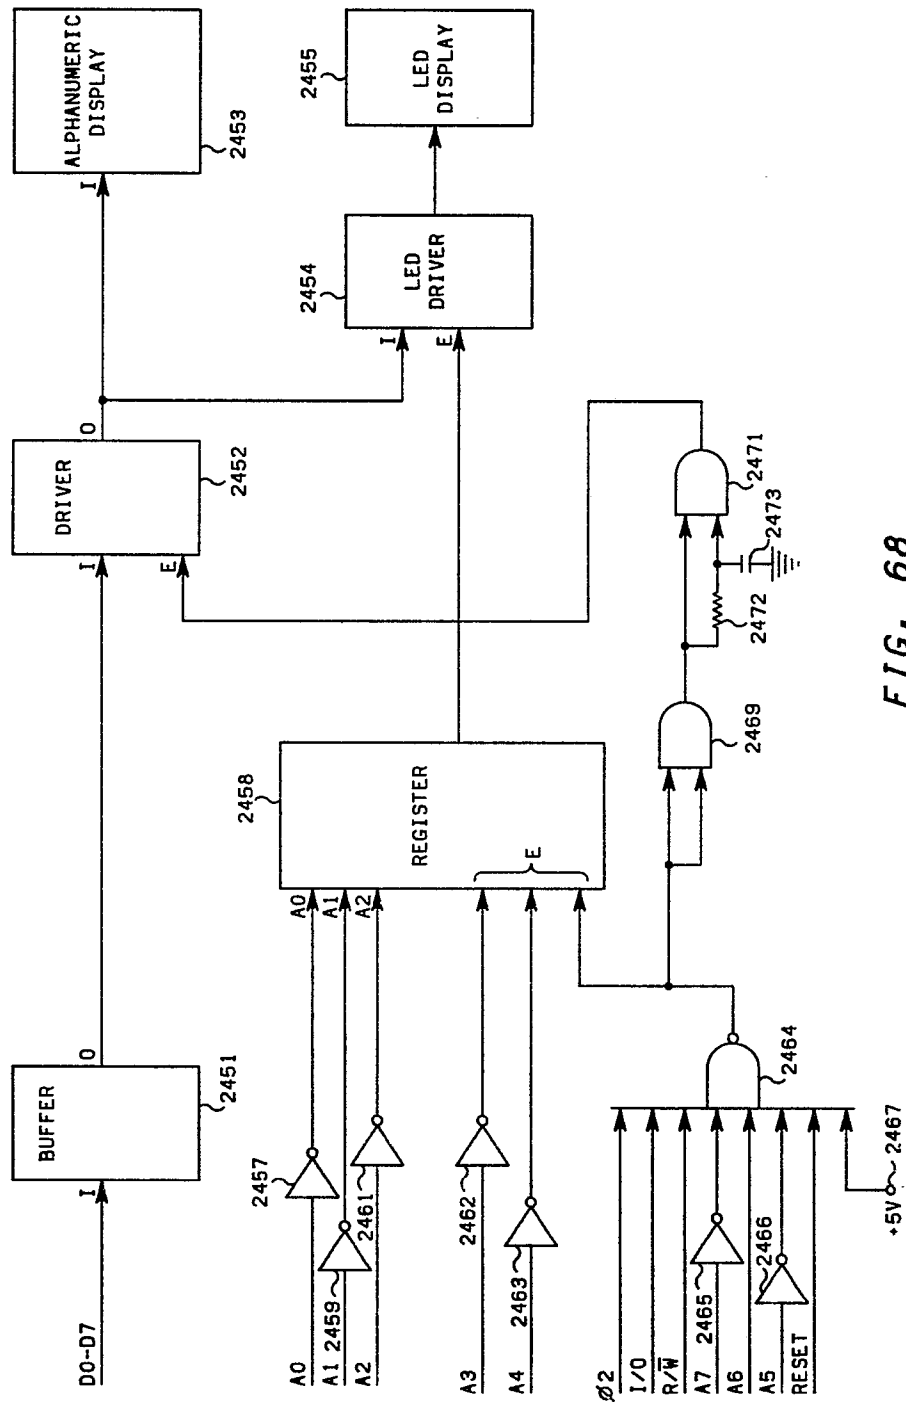 D0-D7
I
BUFFER
O
2451
I
E
DRIVER
O
2452
I
ALPHANUMERIC
DISPLAY
2453
I
E
LED
DRIVER
2454
LED
DISPLAY
2455
A0
A1
A2
2457
2459
2461
A0
A1
A2
REGISTER
2458
E
A3
A4
2462
2463
Ø2
I/O
R/W̅
A7
A6
A5
RESET
2465
2466
2464
+5V
2467
2469
2472
2473
2471
FIG. 68